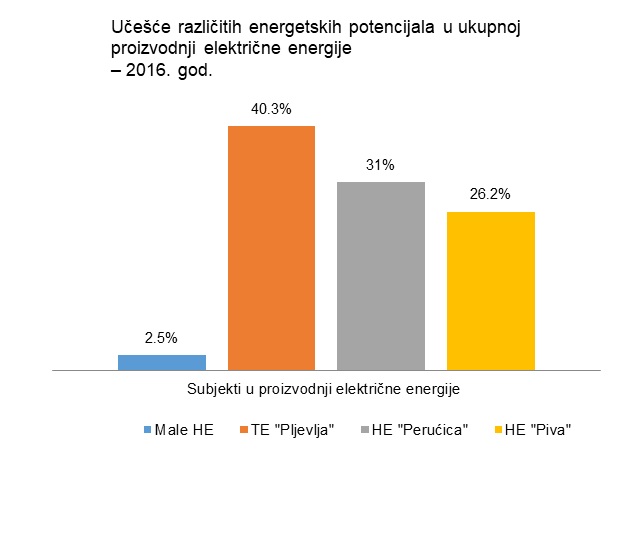 Učešće različitih energetskih potencijala u ukupnoj
proizvodnji električne energije
– 2016. god.
40.3%
31%
26.2%
2.5%
Subjekti u proizvodnji električne energije
Male HE TE "Pljevlja" HE "Perućica" HE "Piva"